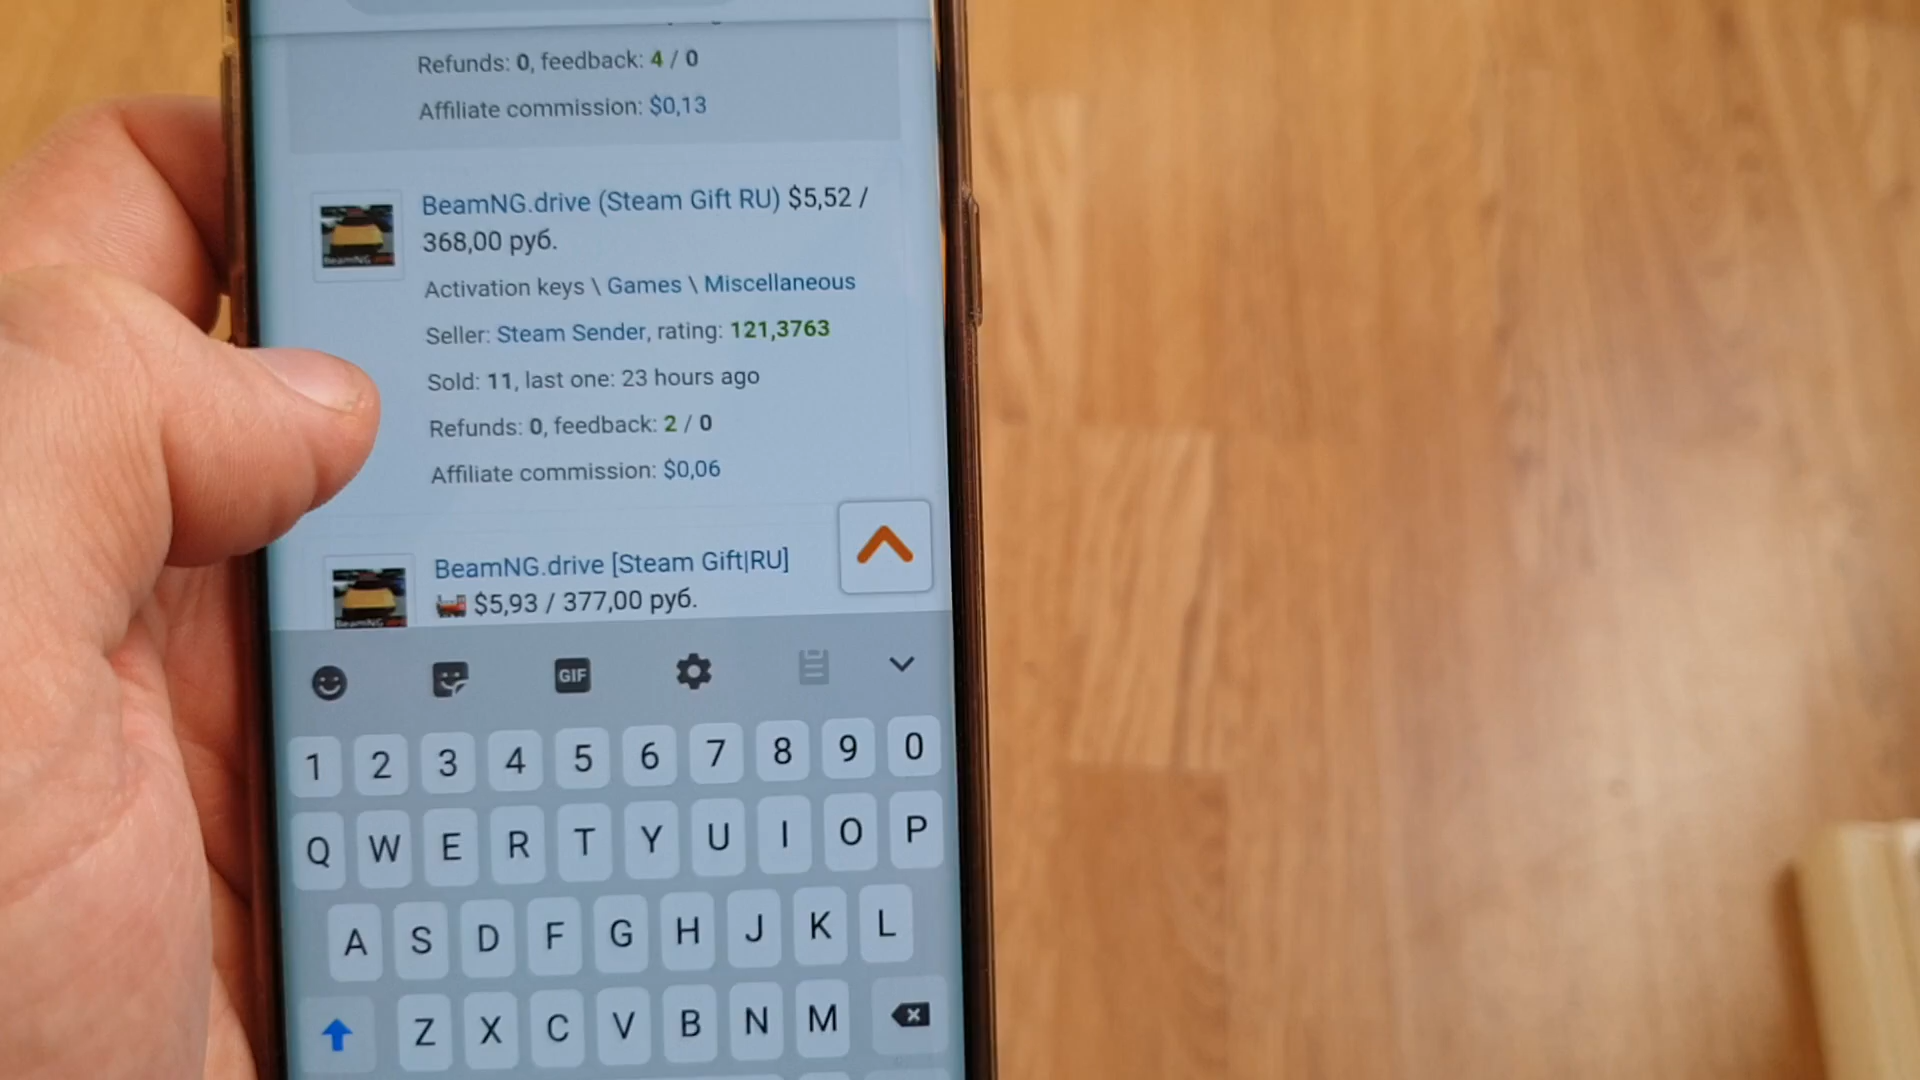 Refunds: 0, feedback: 4 / 0
Affiliate commission: $0,13
BeamNG.drive (Steam Gift RU) $5,52 /
368,00 руб.
Activation keys \ Games \ Miscellaneous
Seller: Steam Sender, rating: 121,3763
Sold: 11, last one: 23 hours ago
Refunds: 0, feedback: 2 / 0
Affiliate commission: $0,06
BeamNG.drive [Steam Gift|RU]
$5,93 / 377,00 руб.
BeamNG
BeamNG
GIF
1 2 3 4 5 6 7 8 9 0
Q W E R T Y U I O P
A S D F G H J K L
Z X C V B N M